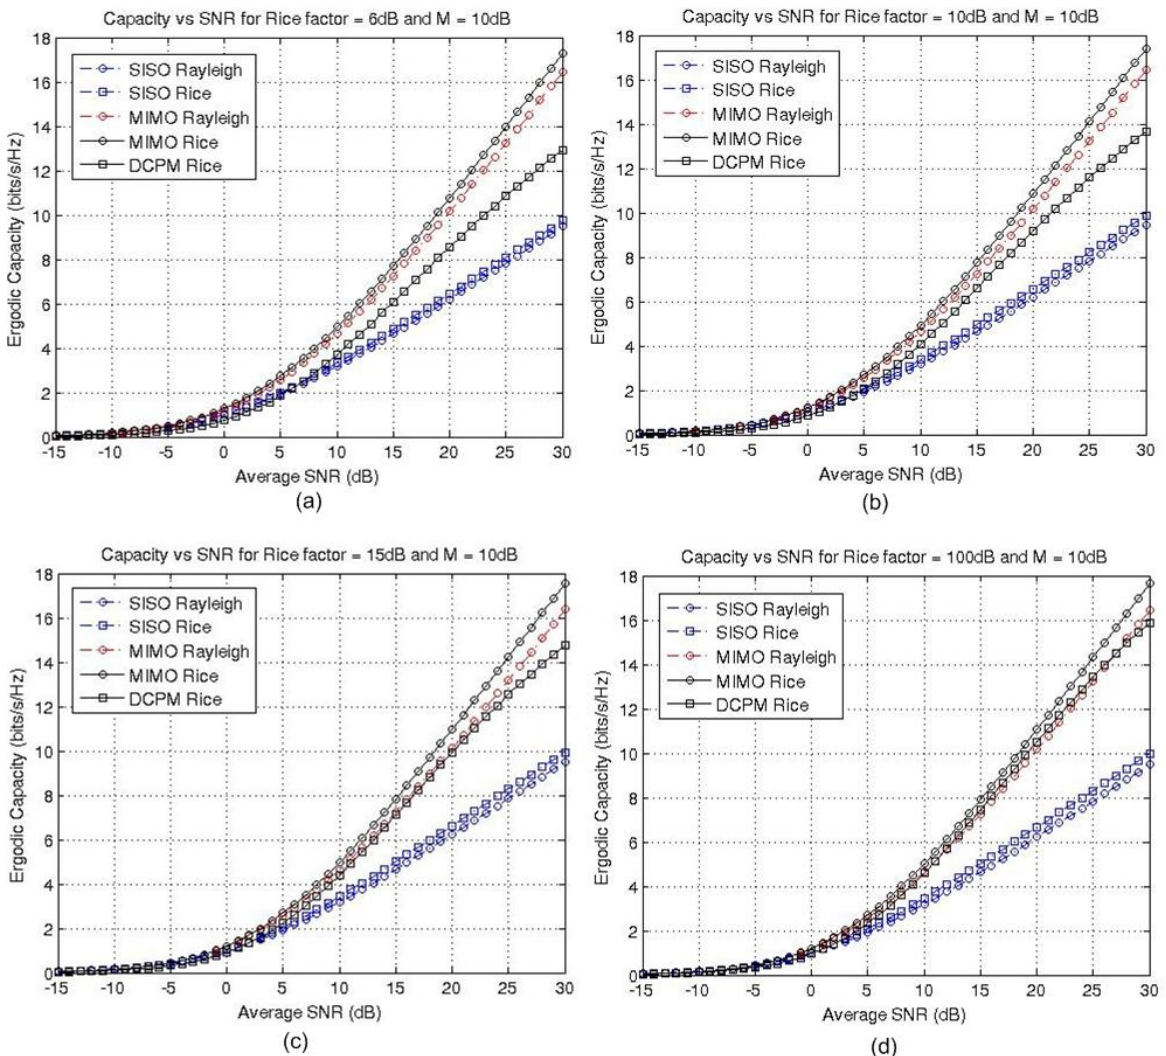 Capacity vs SNR for Rice factor = 6dB and M = 10dB
18
16
14
12
10
8
6
4
2
0
Ergodic Capacity (bits/s/Hz)
SISO Rayleigh
SISO Rice
MIMO Rayleigh
MIMO Rice
DCPM Rice
-15 -10 -5 0 5 10 15 20 25 30
Average SNR (dB)
(a)
Capacity vs SNR for Rice factor = 10dB and M = 10dB
18
16
14
12
10
8
6
4
2
0
Ergodic Capacity (bits/s/Hz)
SISO Rayleigh
SISO Rice
MIMO Rayleigh
MIMO Rice
DCPM Rice
-15 -10 -5 0 5 10 15 20 25 30
Average SNR (dB)
(b)
Capacity vs SNR for Rice factor = 15dB and M = 10dB
18
16
14
12
10
8
6
4
2
0
Ergodic Capacity (bits/s/Hz)
SISO Rayleigh
SISO Rice
MIMO Rayleigh
MIMO Rice
DCPM Rice
-15 -10 -5 0 5 10 15 20 25 30
Average SNR (dB)
(c)
Capacity vs SNR for Rice factor = 100dB and M = 10dB
18
16
14
12
10
8
6
4
2
0
Ergodic Capacity (bits/s/Hz)
SISO Rayleigh
SISO Rice
MIMO Rayleigh
MIMO Rice
DCPM Rice
-15 -10 -5 0 5 10 15 20 25 30
Average SNR (dB)
(d)